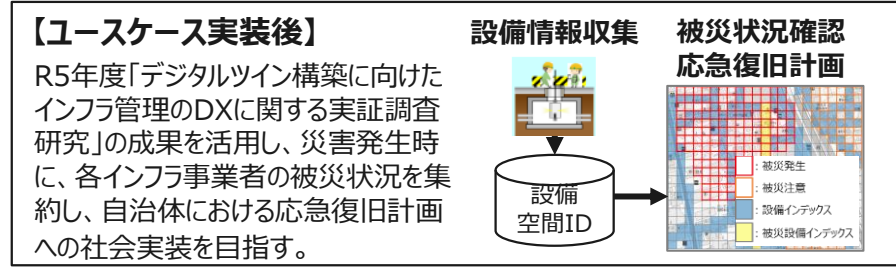 【ユースケース実装後】
R5年度「デジタルツイン構築に向けた
インフラ管理のDXに関する実証調査
研究」の成果を活用し、災害発生時
に、各インフラ事業者の被災状況を集
約し、自治体における応急復旧計画
への社会実装を目指す。
設備情報収集
設備
空間ID
被災状況確認
応急復旧計画
：被災発生
：被災注意
：設備インデックス
：被災設備インデックス